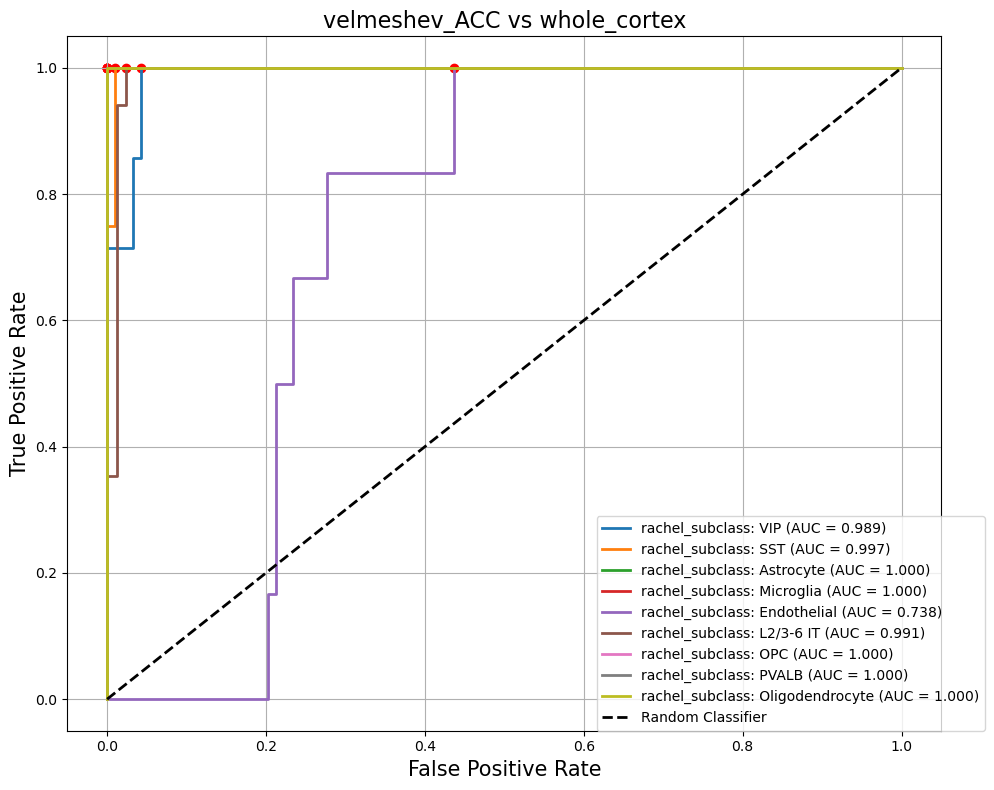 velmeshev_ACC vs whole_cortex
1.0
0.8
0.6
0.4
0.2
0.0
True Positive Rate
rachel_subclass: VIP (AUC = 0.989)
rachel_subclass: SST (AUC = 0.997)
rachel_subclass: Astrocyte (AUC = 1.000)
rachel_subclass: Microglia (AUC = 1.000)
rachel_subclass: Endothelial (AUC = 0.738)
rachel_subclass: L2/3-6 IT (AUC = 0.991)
rachel_subclass: OPC (AUC = 1.000)
rachel_subclass: PVALB (AUC = 1.000)
rachel_subclass: Oligodendrocyte (AUC = 1.000)
Random Classifier
0.0 0.2 0.4 0.6 0.8 1.0
False Positive Rate